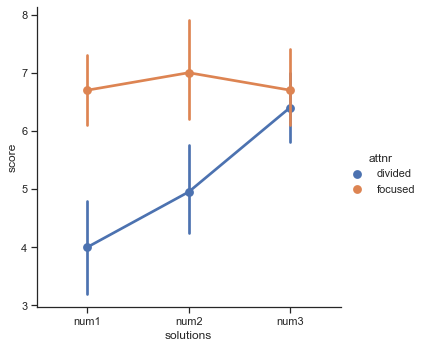 8
7
6
5
4
3
score
num1 num2 num3
solutions
attnr
divided
focused